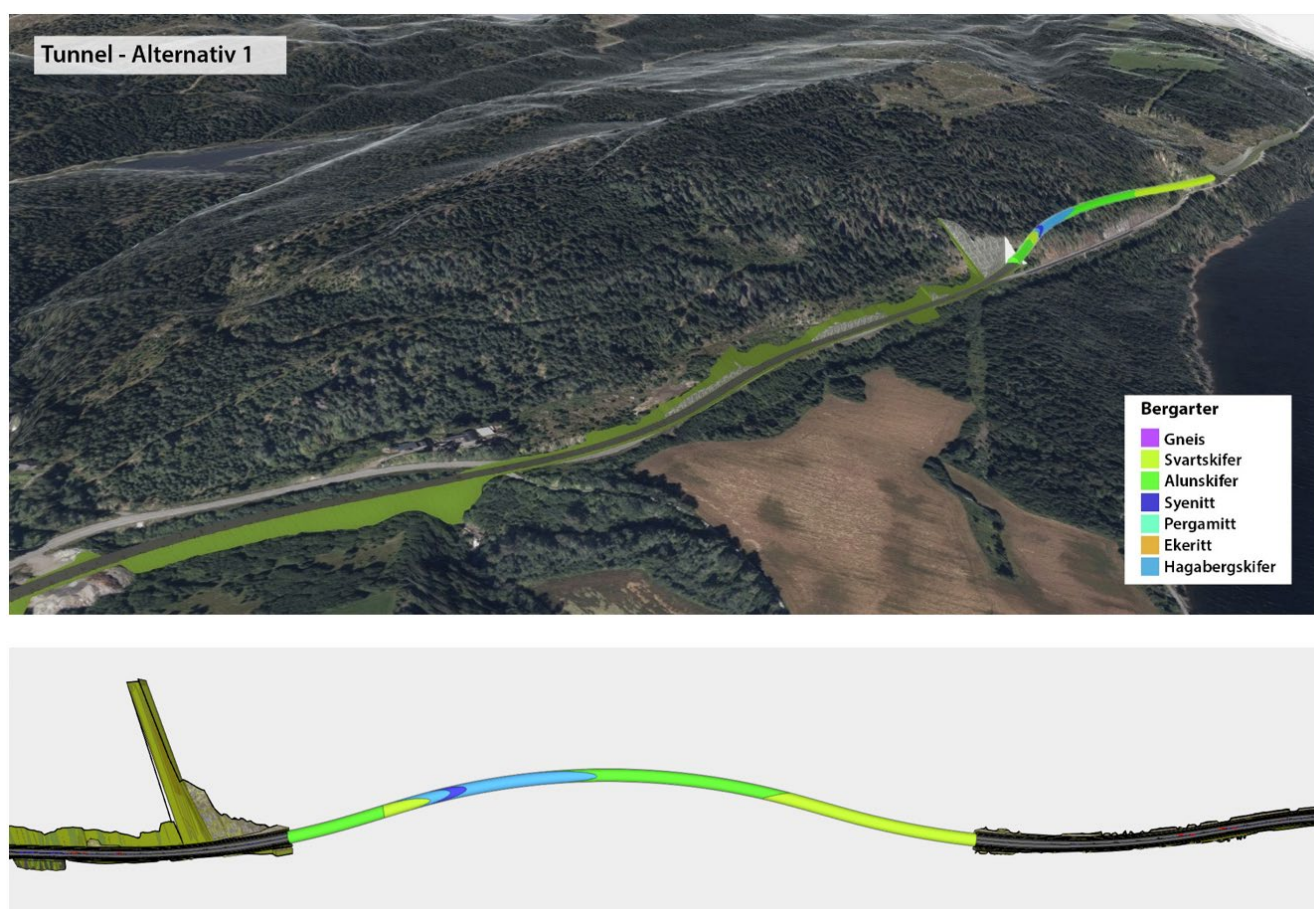 Tunnel - Alternativ 1
Bergarter
Gneis
Svartskifer
Alunskifer
Syenitt
Pergamitt
Ekeritt
Hagabergskifer